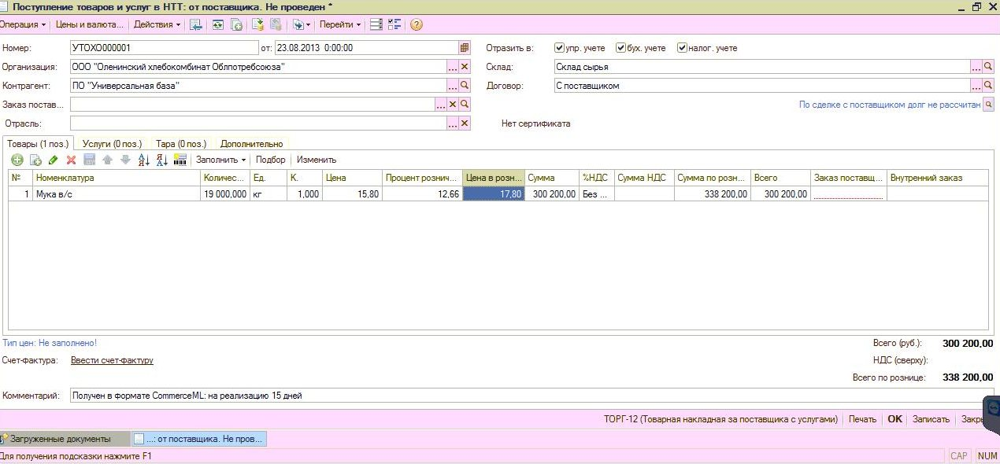 Поступление товаров и услуг в НТТ: от поставщика. Не проведен *
Операция Цены и валюта... Действия Перейти
Номер: УТОХО000001 от: 23.08.2013 0:00:00 Отразить в: упр. учете бух. учете налог. учете
Организация: ООО "Оленинский хлебокомбинат Облпотребсоюза" ... Склад: Склад сырья ...
Контрагент: ПО "Универсальная база" ... Договор: С поставщиком ...
Заказ постав... ... По сделке с поставщиком долг не рассчитан
Отрасль: ... Нет сертификата
Товары (1 поз.) Услуги (0 поз.) Тара (0 поз.) Дополнительно
Заполнить Подбор Изменить
№ Номенклатура Количес... Ед. К. Цена Процент рознич... Цена в розн... Сумма %НДС Сумма НДС Сумма по розн... Всего Заказ поставщ... Внутренний заказ
1 Мука в/с 19 000,000 кг 1,000 15,80 12,66 17,80 300 200,00 Без ... 338 200,00 300 200,00
Тип цен: Не заполнено! Всего (руб.): 300 200,00
Счет-фактура: Ввести счет-фактуру НДС (сверху):
Всего по рознице: 338 200,00
Комментарий: Получен в формате CommerceML: на реализацию 15 дней
ТОРГ-12 (Товарная накладная за поставщика с услугами) Печать OK Записать Закры
Загруженные документы ...: от поставщика. Не пров...
Для получения подсказки нажмите F1 CAP NUM